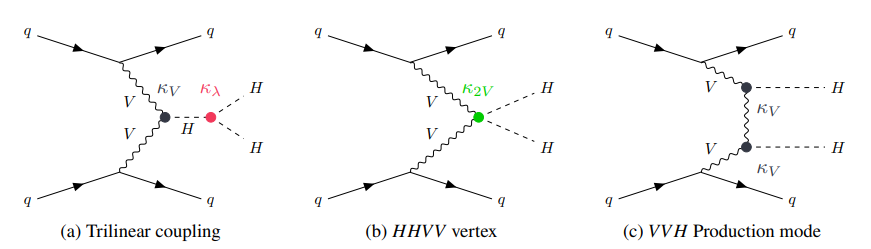 q q q q q q
V κ_V κ_λ H V κ_2V H V H
V H V κ_V
H H V H
κ_V
q q q q q q
(a) Trilinear coupling (b) HHVV vertex (c) VVH Production mode